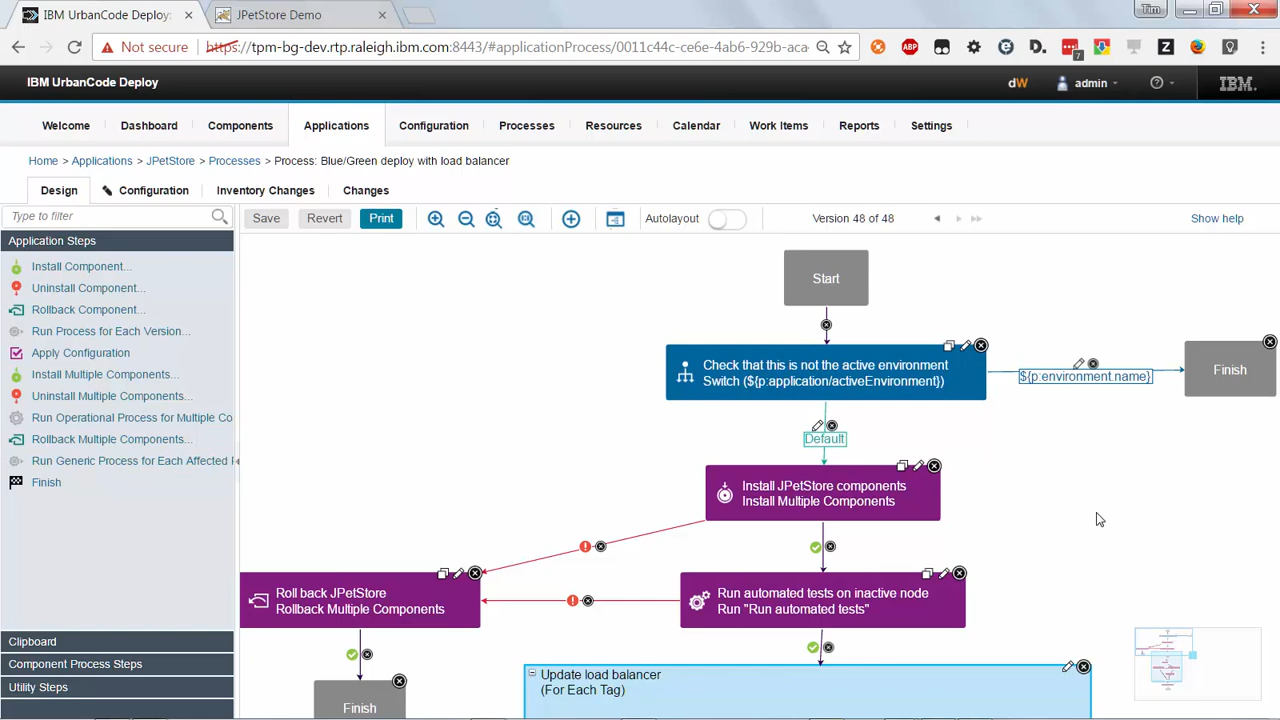 IBM UrbanCode Deploy:
JPetStore Demo
Tim
Not secure
https://tpm-bg-dev.rtp.raleigh.ibm.com:8443/#applicationProcess/0011c44c-ce6e-4ab6-929b-aca
ABP
D.
7
Z
IBM UrbanCode Deploy
dW
admin
IBM
Welcome
Dashboard
Components
Applications
Configuration
Processes
Resources
Calendar
Work Items
Reports
Settings
Home > Applications > JPetStore > Processes > Process: Blue/Green deploy with load balancer
Design
Configuration
Inventory Changes
Changes
Type to filter
Save
Revert
Print
Autolayout
Version 48 of 48
Show help
Application Steps
Install Component...
Uninstall Component...
Rollback Component...
Run Process for Each Version...
Apply Configuration
Install Multiple Components...
Uninstall Multiple Components...
Run Operational Process for Multiple Co
Rollback Multiple Components...
Run Generic Process for Each Affected
Finish
Clipboard
Component Process Steps
Utility Steps
Start
Check that this is not the active environment
Switch (${p:application/activeEnvironment})
${p:environment.name}
Finish
Default
Install JPetStore components
Install Multiple Components
Roll back JPetStore
Rollback Multiple Components
Run automated tests on inactive node
Run "Run automated tests"
Finish
Update load balancer
(For Each Tag)